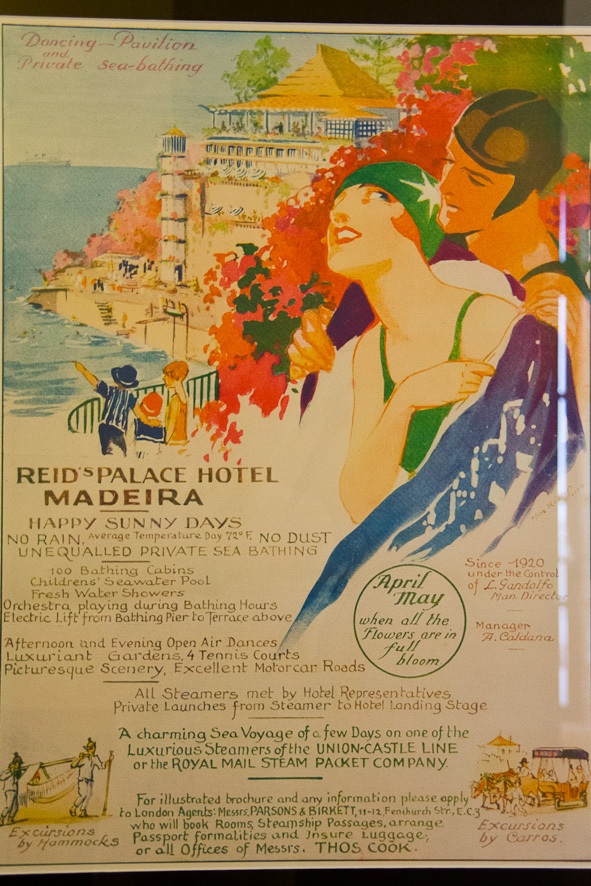 Dancing-Pavilion
and
Private Sea-bathing
REID'S PALACE HOTEL
MADEIRA
HAPPY SUNNY DAYS
NO RAIN, Average Temperature Day 72° F. NO DUST
UNEQUALLED PRIVATE SEA BATHING
100 Bathing Cabins
Childrens' Seawater Pool
Fresh Water Showers
Orchestra playing during Bathing Hours
Electric Lift from Bathing Pier to Terrace above
Afternoon and Evening Open Air Dances
Luxuriant Gardens, 4 Tennis Courts
Picturesque Scenery, Excellent Motorcar Roads
April
May
when all the
Flowers are in
full
bloom
Since 1920
under the Control
of L. Gandolfo
Man. Director
Manager
A. Caldana
All Steamers met by Hotel Representatives
Private Launches from Steamer to Hotel Landing Stage
A charming Sea Voyage of a few Days on one of the
Luxurious Steamers of the UNION-CASTLE LINE
or the ROYAL MAIL STEAM PACKET COMPANY.
For illustrated brochure and any information please apply
to London Agents: Messrs, PARSONS & BIRKETT, 11-12, Fenchurch Str., E.C.3
who will book Rooms, Steamship Passages, arrange
Passport formalities and Insure Luggage,
or all Offices of Messrs. THOS COOK.
Excursions
by Hammocks
Excursions
by Carros.